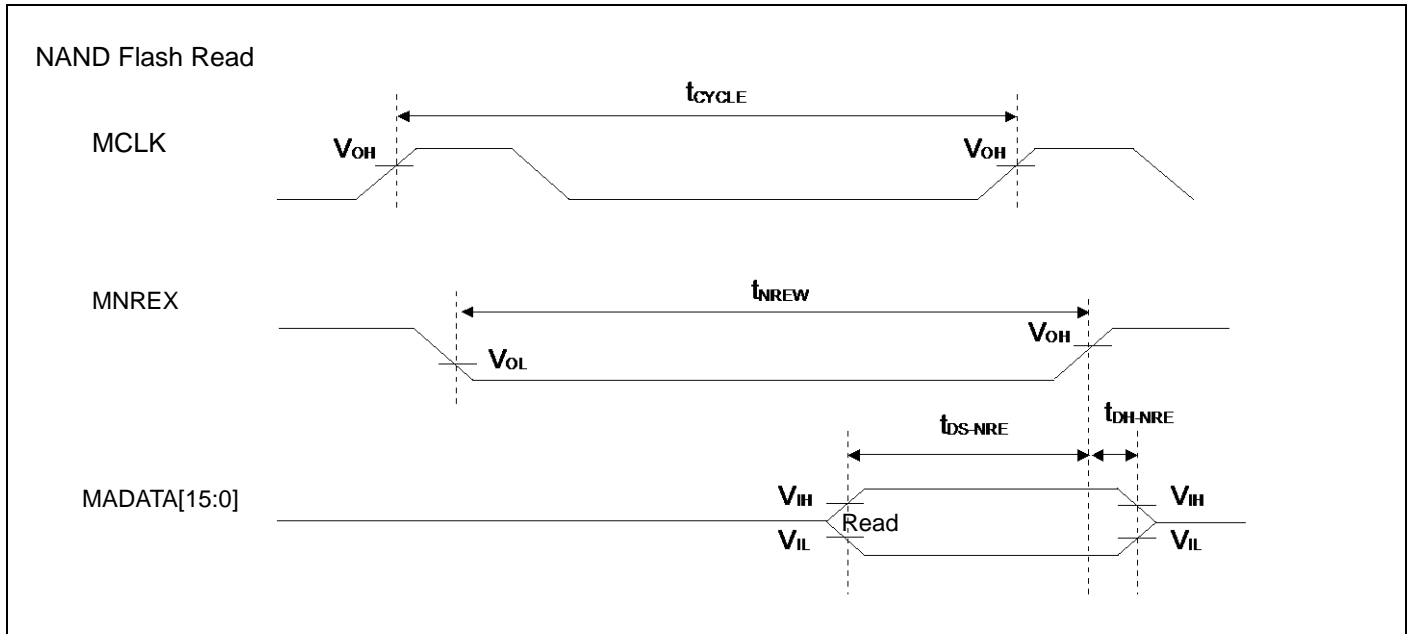 NAND Flash Read
tCYCLE
MCLK
VOH
VOH
tNREW
MNREX
VOL
VOH
tDS-NRE
tDH-NRE
MADATA[15:0]
VIH
VIH
Read
VIL
VIL